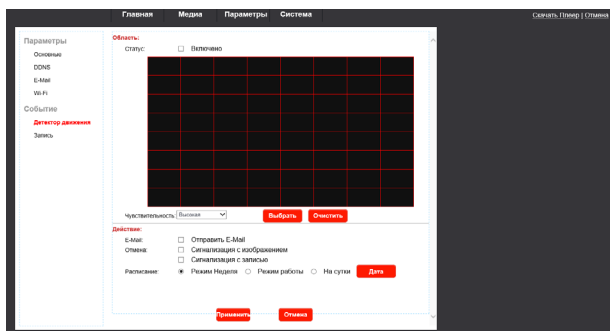 Главная Медиа Параметры Система Скачать Плеер | Отмена
Параметры
Основные
DDNS
E-Mail
Wi-Fi
Событие
Детектор движения
Запись
Область:
Статус: Включено
Чувствительность: Высокая Выбрать Очистить
Действие:
E-Mail: Отправить E-Mail
Отмена: Сигнализация с изображением
Сигнализация с записью
Расписание: Режим Неделя Режим работы На сутки Дата
Применить Отмена